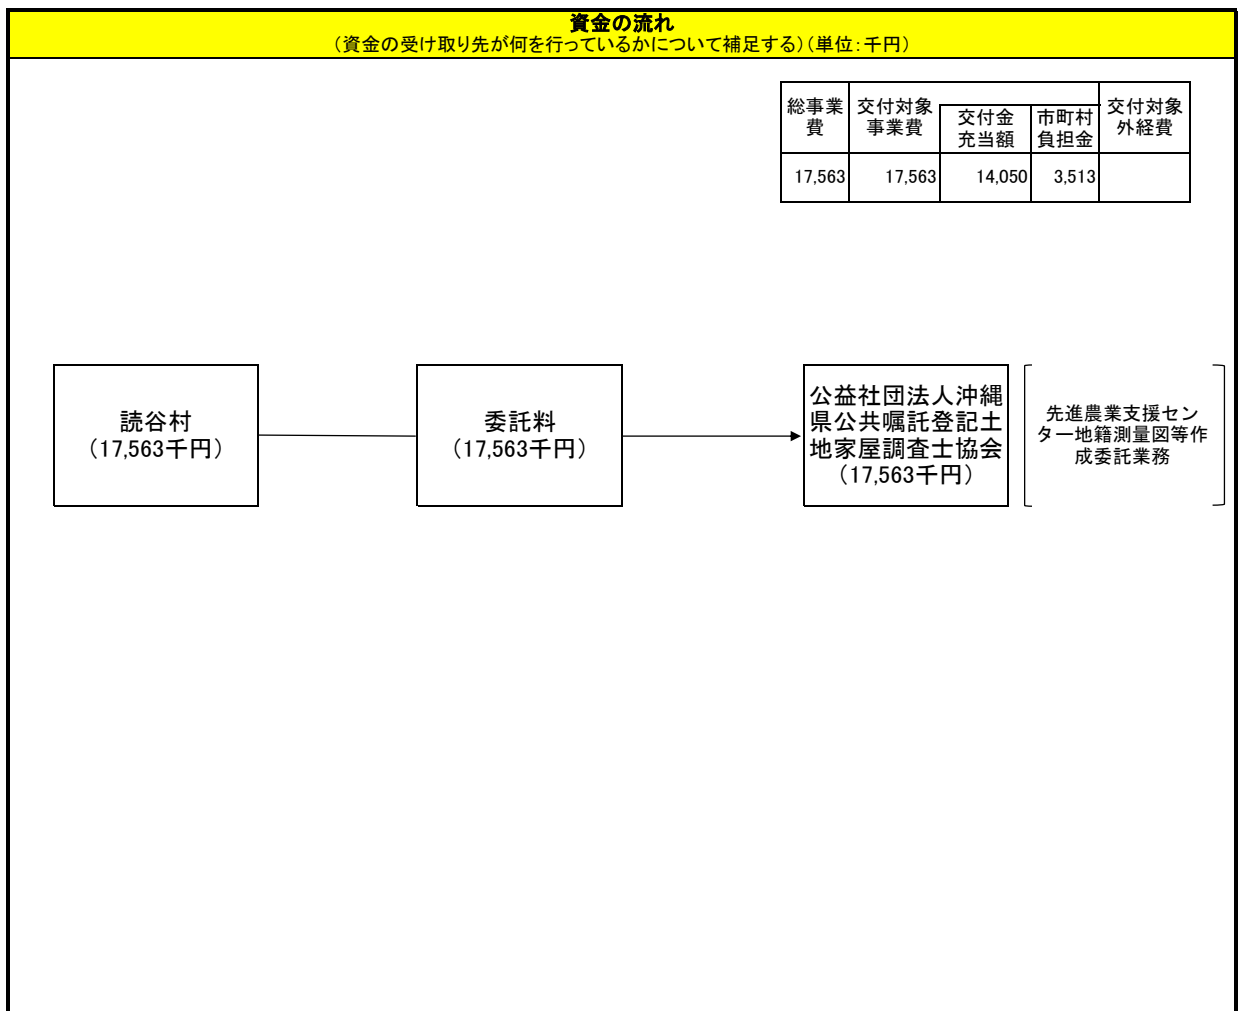 資金の流れ
（資金の受け取り先が何を行っているかについて補足する）（単位：千円）
総事業
費
交付対象
事業費
交付金
充当額
市町村
負担金
交付対象
外経費
17,563
17,563
14,050
3,513
読谷村
（17,563千円）
委託料
（17,563千円）
公益社団法人沖縄
県公共嘱託登記土
地家屋調査士協会
（17,563千円）
先進農業支援セン
ター地籍測量図等作
成委託業務